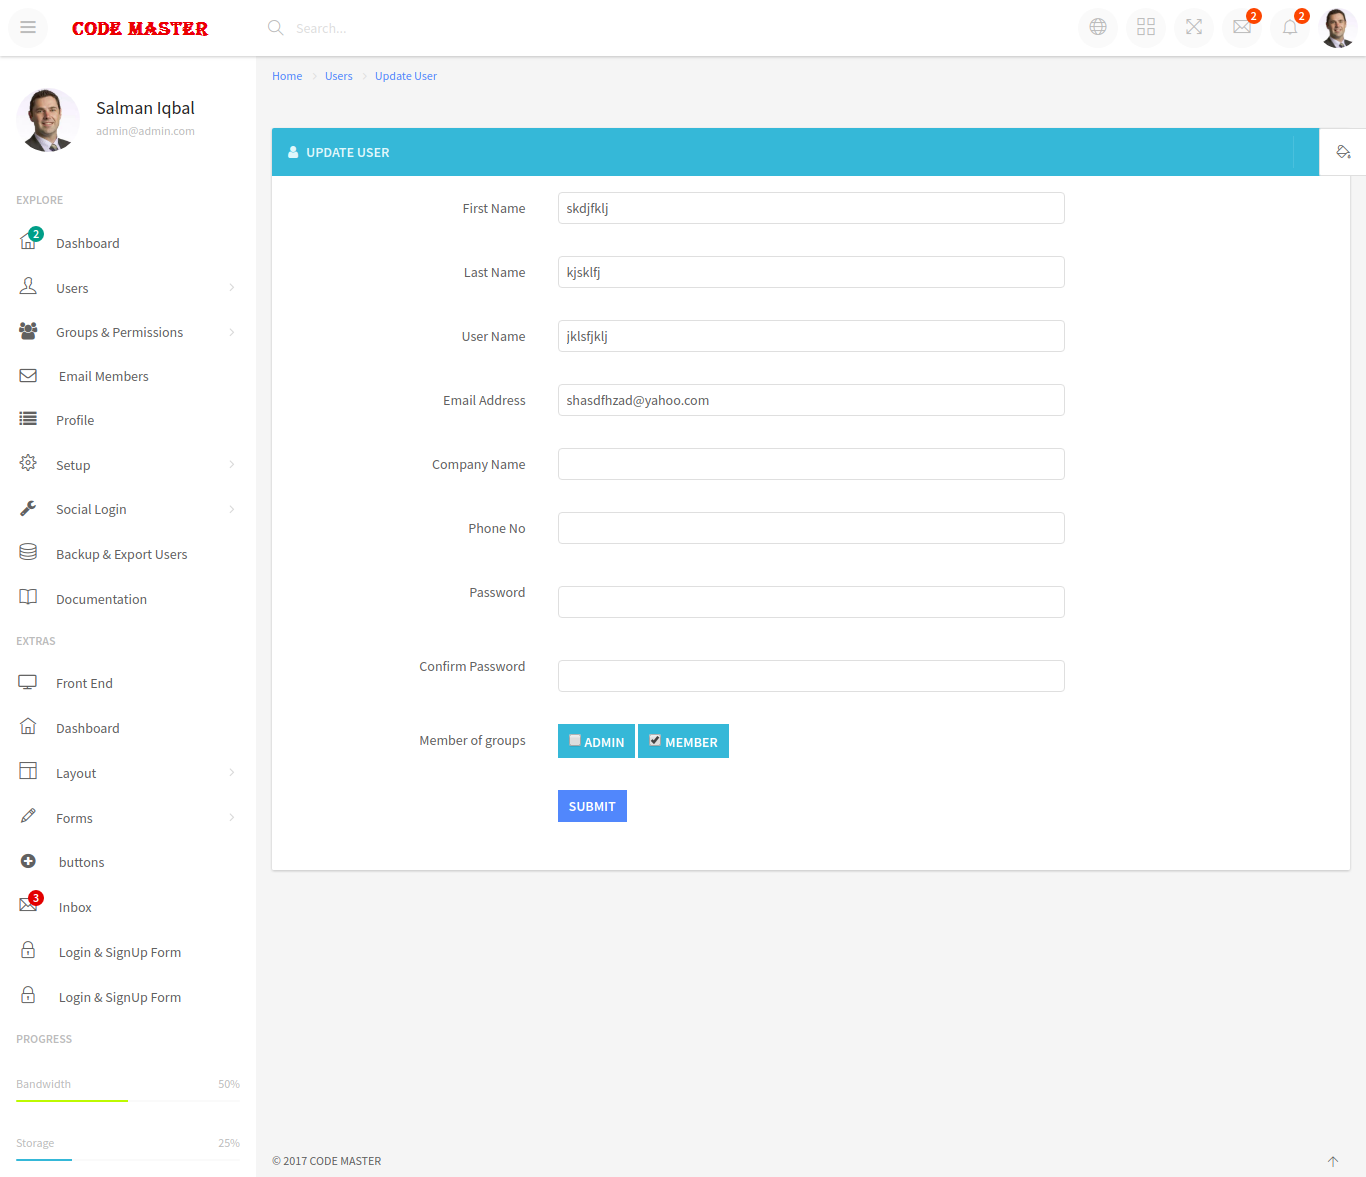 CODE MASTER
Search...
2
2
Salman Iqbal
admin@admin.com
EXPLORE
2
Dashboard
Users
Groups & Permissions
Email Members
Profile
Setup
Social Login
Backup & Export Users
Documentation
EXTRAS
Front End
Dashboard
Layout
Forms
buttons
3
Inbox
Login & SignUp Form
Login & SignUp Form
PROGRESS
Bandwidth 50%
Storage 25%
Home Users Update User
UPDATE USER
First Name skdjfklj
Last Name kjsklfj
User Name jklsfjklj
Email Address shasdfhzad@yahoo.com
Company Name
Phone No
Password
Confirm Password
Member of groups ADMIN MEMBER
SUBMIT
© 2017 CODE MASTER